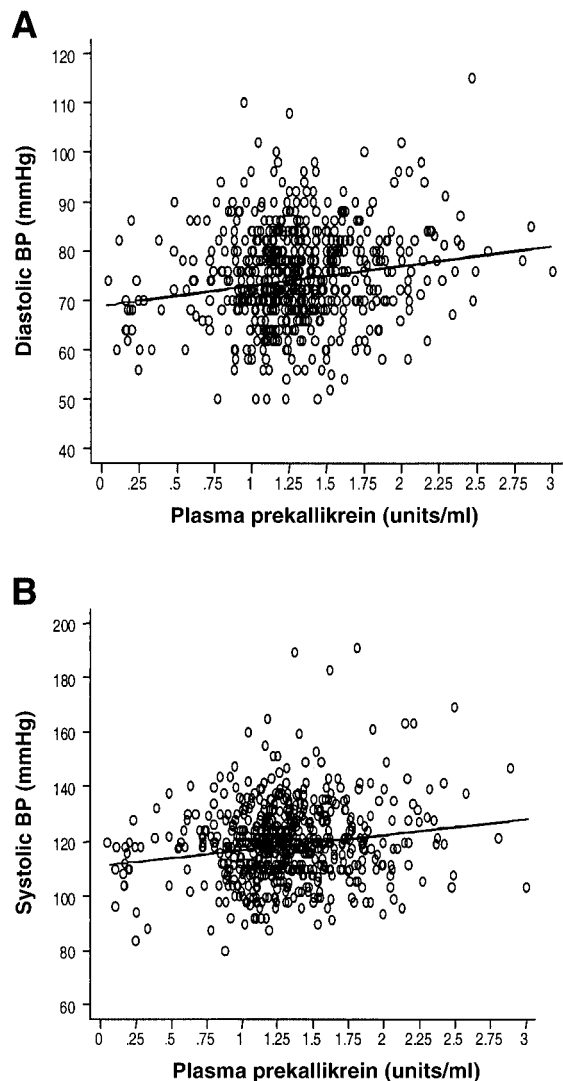 A
120
110
100
90
80
70
60
50
40
Diastolic BP (mmHg)
0 .25 .5 .75 1 1.25 1.5 1.75 2 2.25 2.5 2.75 3
Plasma prekallikrein (units/ml)
B
200
180
160
140
120
100
80
60
Systolic BP (mmHg)
0 .25 .5 .75 1 1.25 1.5 1.75 2 2.25 2.5 2.75 3
Plasma prekallikrein (units/ml)